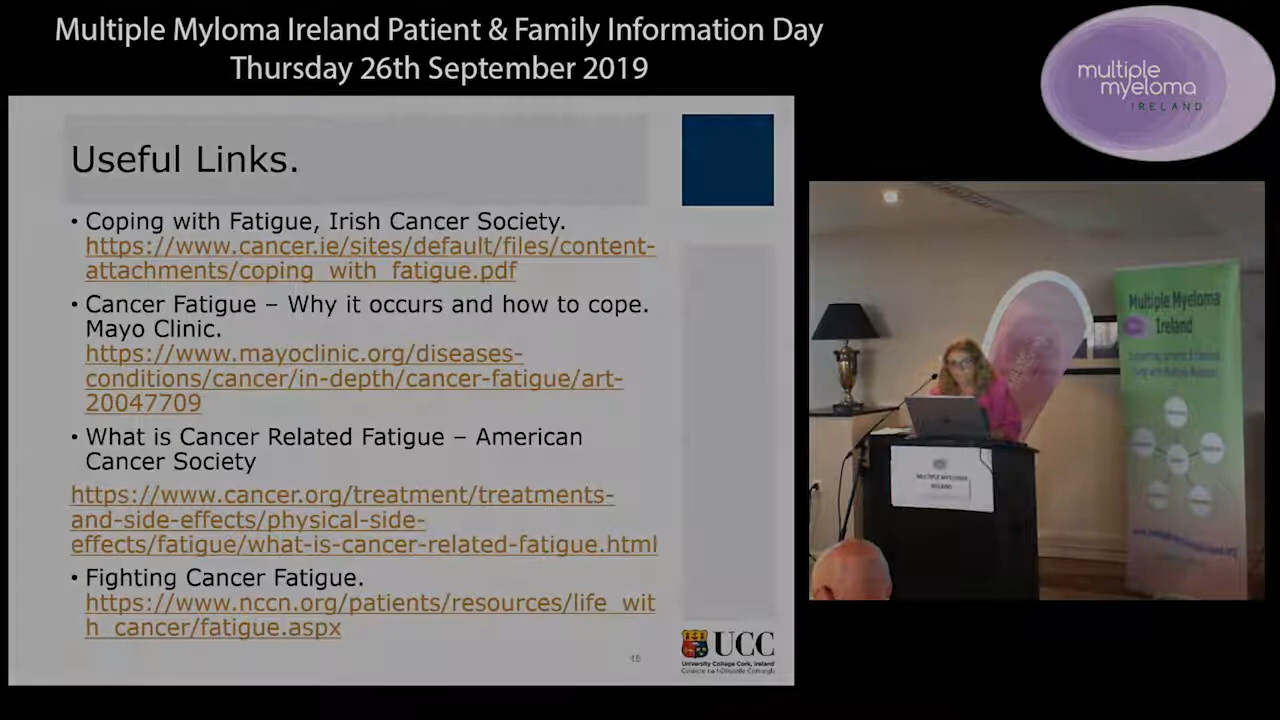 Multiple Myloma Ireland Patient & Family Information Day
Thursday 26th September 2019
multiple
myeloma
IRELAND
Useful Links.
• Coping with Fatigue, Irish Cancer Society.
https://www.cancer.ie/sites/default/files/content-
attachments/coping_with_fatigue.pdf
• Cancer Fatigue – Why it occurs and how to cope.
Mayo Clinic.
https://www.mayoclinic.org/diseases-
conditions/cancer/in-depth/cancer-fatigue/art-
20047709
• What is Cancer Related Fatigue – American
Cancer Society
https://www.cancer.org/treatment/treatments-
and-side-effects/physical-side-
effects/fatigue/what-is-cancer-related-fatigue.html
• Fighting Cancer Fatigue.
https://www.nccn.org/patients/resources/life_wit
h_cancer/fatigue.aspx
UCC
University College Cork, Ireland
Multiple Myeloma
Ireland
MULTIPLE MYELOMA
IRELAND